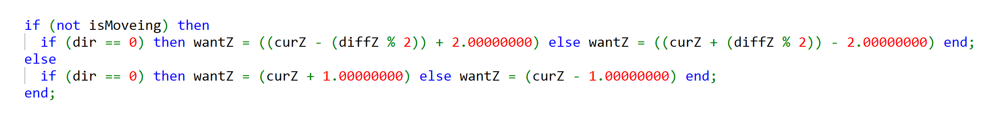 if (not isMoveing) then
if (dir == 0) then wantZ = ((curZ - (diffZ % 2)) + 2.00000000) else wantZ = ((curZ + (diffZ % 2)) - 2.00000000) end;
else
if (dir == 0) then wantZ = (curZ + 1.00000000) else wantZ = (curZ - 1.00000000) end;
end;